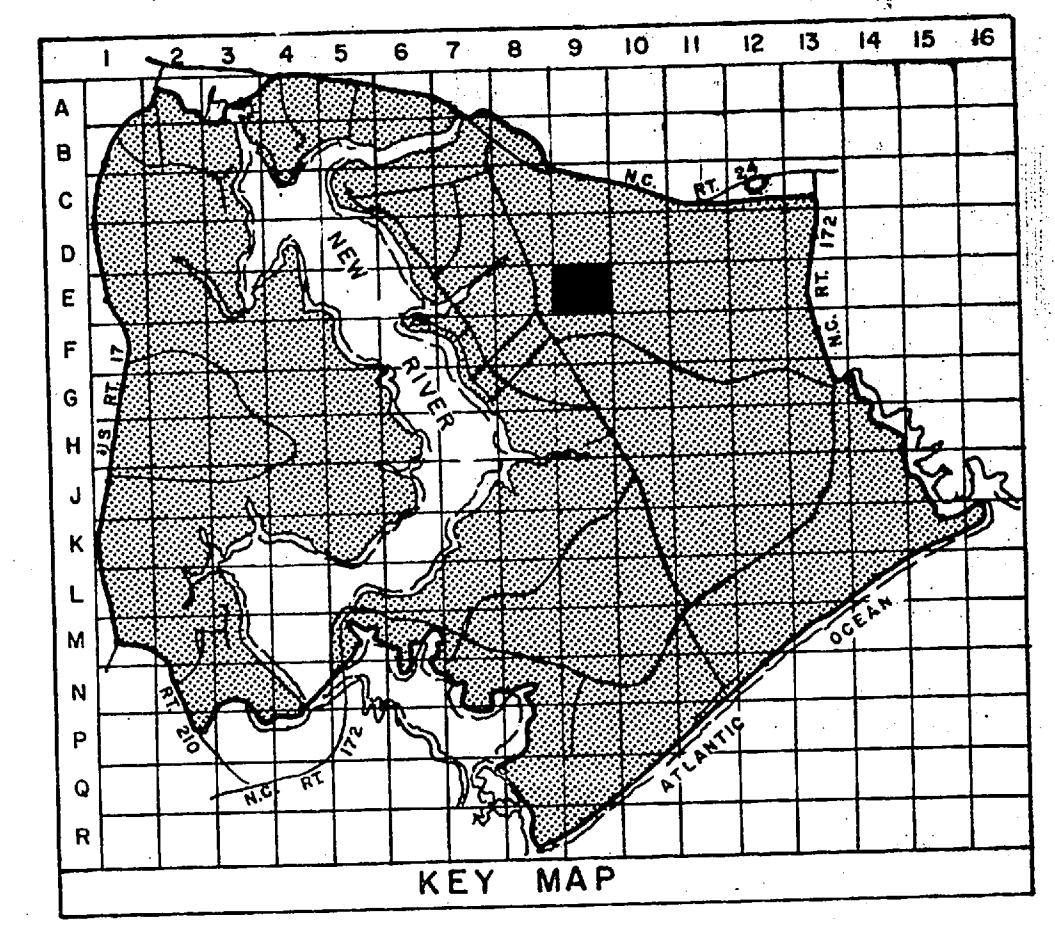 1 2 3 4 5 6 7 8 9 10 11 12 13 14 15 16
A
B
C
D
E
F
G
H
J
K
L
M
N
P
Q
R
N.C. RT. 24
N.C. RT. 172
NEW RIVER
US RT. 17
RT. 210
N.C. RT. 172
ATLANTIC OCEAN
KEY MAP